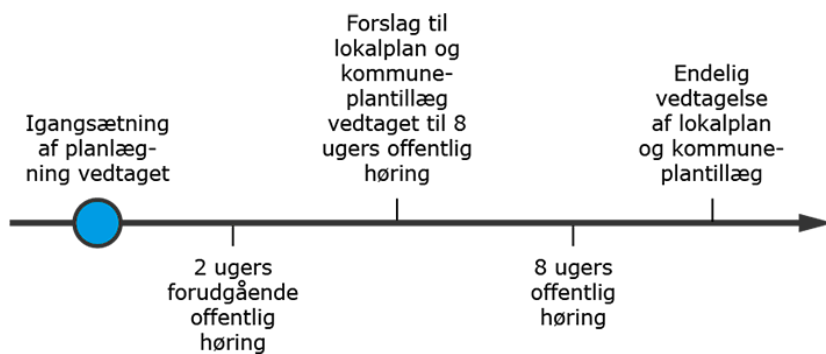 Igangsætning
af planlæg-
ning vedtaget
2 ugers
forudgående
offentlig
høring
Forslag til
lokalplan og
kommune-
plantillæg
vedtaget til 8
ugers offentlig
høring
8 ugers
offentlig
høring
Endelig
vedtagelse
af lokalplan
og kommune-
plantillæg